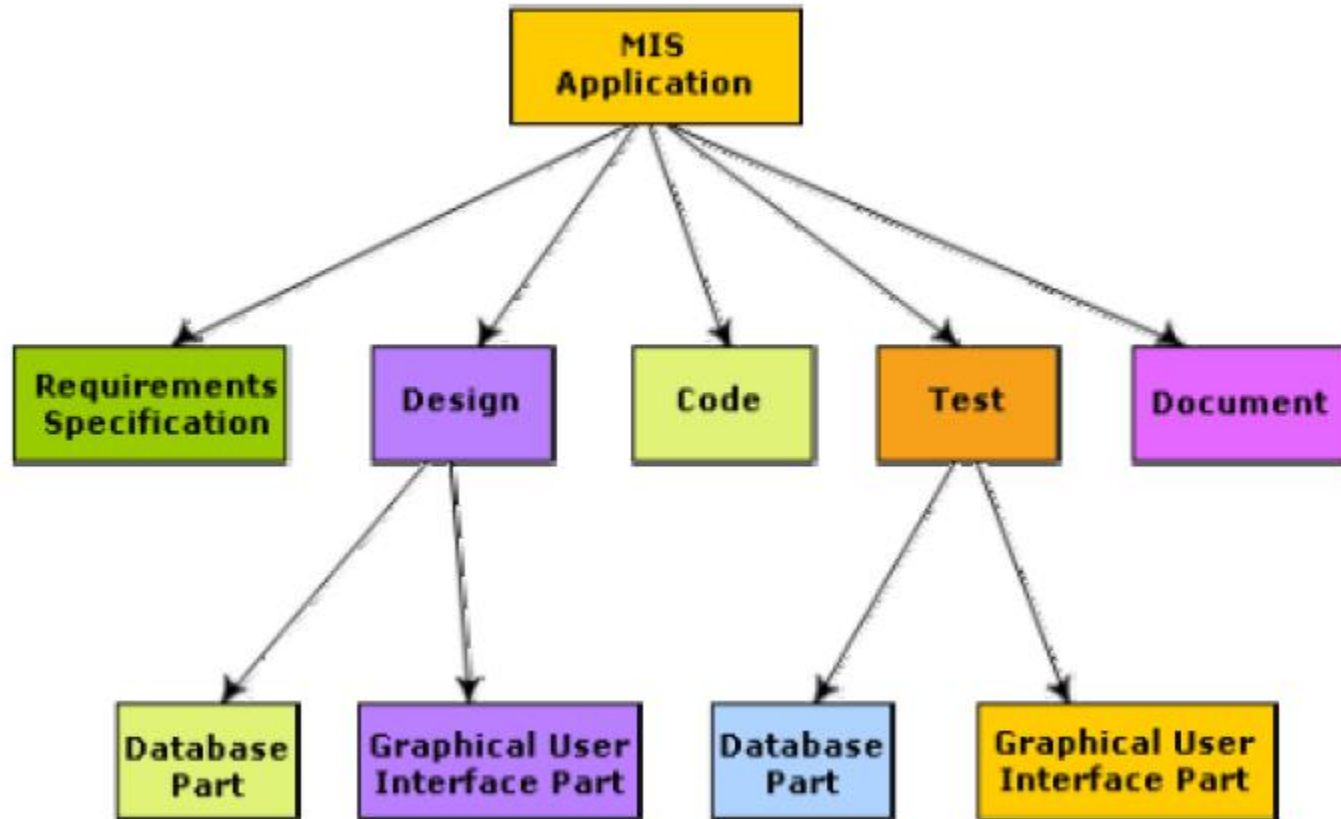 MIS
Application
Requirements
Specification
Design
Code
Test
Document
Database
Part
Graphical User
Interface Part
Database
Part
Graphical User
Interface Part